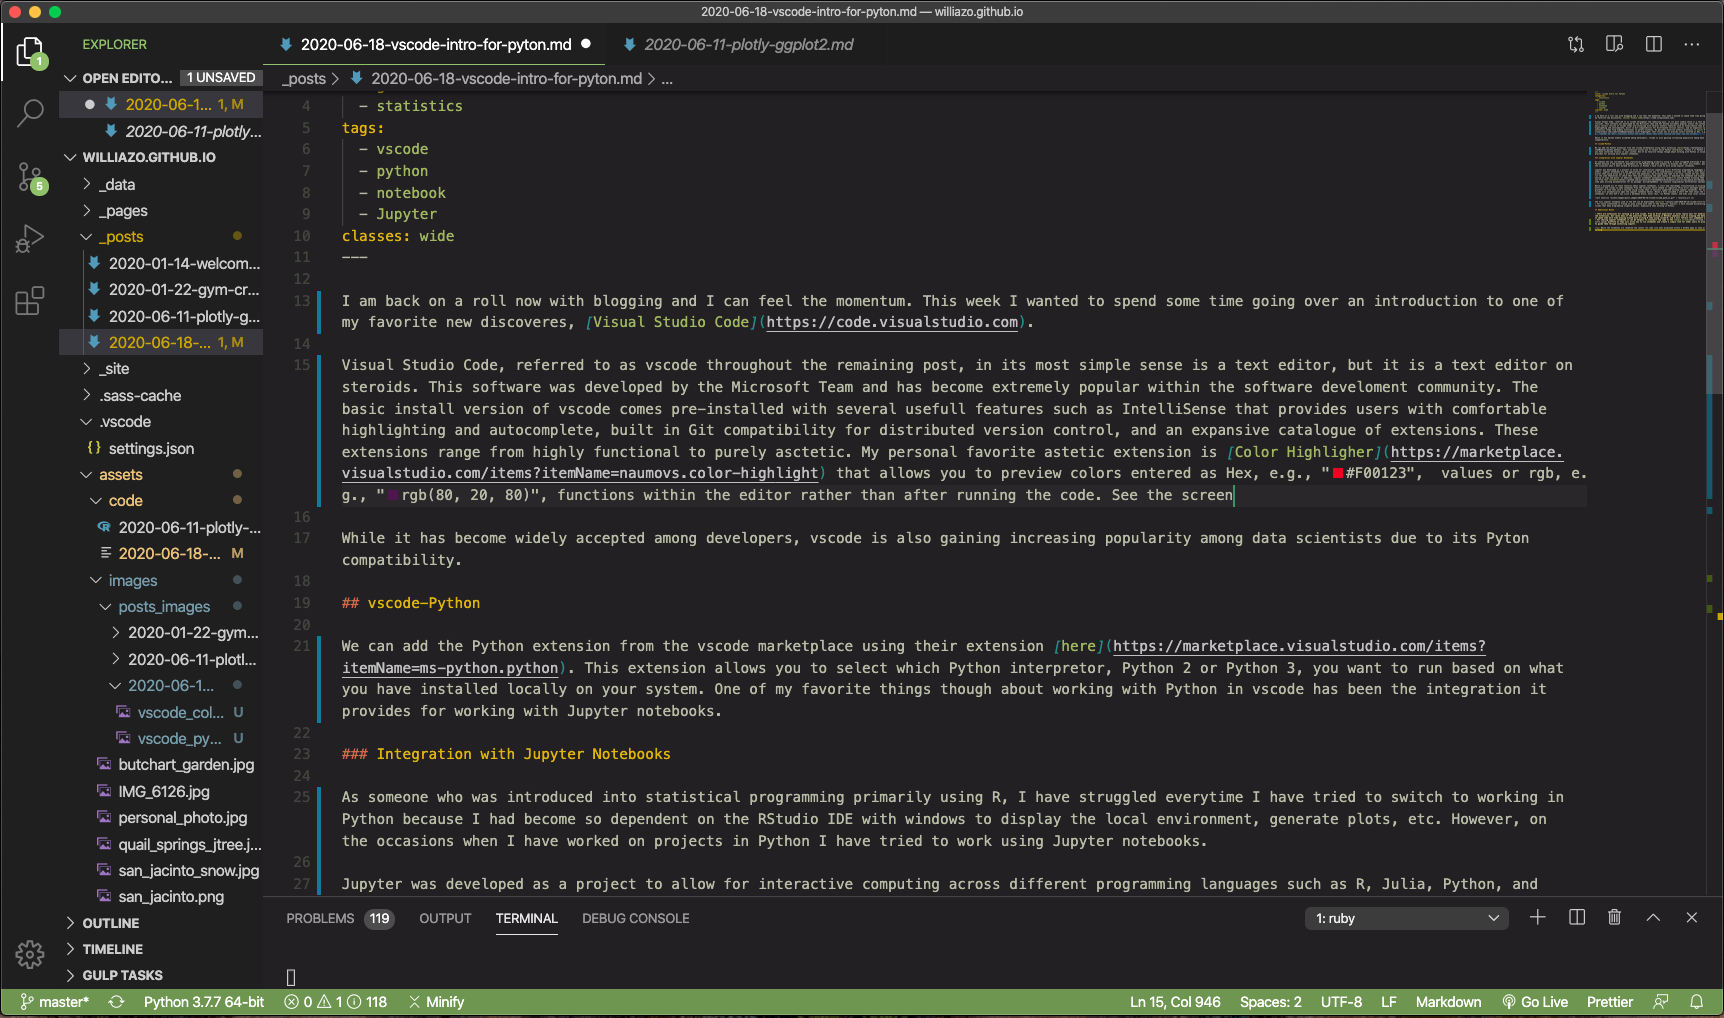 2020-06-18-vscode-intro-for-pyton.md — williazo.github.io
EXPLORER
2020-06-18-vscode-intro-for-pyton.md
2020-06-11-plotly-ggplot2.md
1
OPEN EDITO... 1 UNSAVED
_posts > 2020-06-18-vscode-intro-for-pyton.md > ...
2020-06-1... 1, M
2020-06-11-plotly...
WILLIAZO.GITHUB.IO
5
_data
_pages
_posts
2020-01-14-welcom...
2020-01-22-gym-cr...
2020-06-11-plotly-g...
2020-06-18-... 1, M
_site
.sass-cache
.vscode
{} settings.json
assets
code
2020-06-11-plotly-...
2020-06-18-... M
images
posts_images
2020-01-22-gym...
2020-06-11-plotl...
2020-06-1...
vscode_col... U
vscode_py... U
butchart_garden.jpg
IMG_6126.jpg
personal_photo.jpg
quail_springs_jtree.j...
san_jacinto_snow.jpg
san_jacinto.png
OUTLINE
TIMELINE
GULP TASKS
4 - statistics
5 tags:
6 - vscode
7 - python
8 - notebook
9 - Jupyter
10 classes: wide
11 ---
12
13 I am back on a roll now with blogging and I can feel the momentum. This week I wanted to spend some time going over an introduction to one of
my favorite new discoveres, [Visual Studio Code](https://code.visualstudio.com).
14
15 Visual Studio Code, referred to as vscode throughout the remaining post, in its most simple sense is a text editor, but it is a text editor on
steroids. This software was developed by the Microsoft Team and has become extremely popular within the software develoment community. The
basic install version of vscode comes pre-installed with several usefull features such as IntelliSense that provides users with comfortable
highlighting and autocomplete, built in Git compatibility for distributed version control, and an expansive catalogue of extensions. These
extensions range from highly functional to purely asctetic. My personal favorite astetic extension is [Color Highligher](https://marketplace.
visualstudio.com/items?itemName=naumovs.color-highlight) that allows you to preview colors entered as Hex, e.g., "#F00123",  values or rgb, e.
g., "rgb(80, 20, 80)", functions within the editor rather than after running the code. See the screen
16
17 While it has become widely accepted among developers, vscode is also gaining increasing popularity among data scientists due to its Pyton
compatibility.
18
19 ## vscode-Python
20
21 We can add the Python extension from the vscode marketplace using their extension [here](https://marketplace.visualstudio.com/items?
itemName=ms-python.python). This extension allows you to select which Python interpretor, Python 2 or Python 3, you want to run based on what
you have installed locally on your system. One of my favorite things though about working with Python in vscode has been the integration it
provides for working with Jupyter notebooks.
22
23 ### Integration with Jupyter Notebooks
24
25 As someone who was introduced into statistical programming primarily using R, I have struggled everytime I have tried to switch to working in
Python because I had become so dependent on the RStudio IDE with windows to display the local environment, generate plots, etc. However, on
the occasions when I have worked on projects in Python I have tried to work using Jupyter notebooks.
26
27 Jupyter was developed as a project to allow for interactive computing across different programming languages such as R, Julia, Python, and
PROBLEMS 119 OUTPUT TERMINAL DEBUG CONSOLE 1: ruby
master* Python 3.7.7 64-bit 0 1 118 Minify Ln 15, Col 946 Spaces: 2 UTF-8 LF Markdown Go Live Prettier